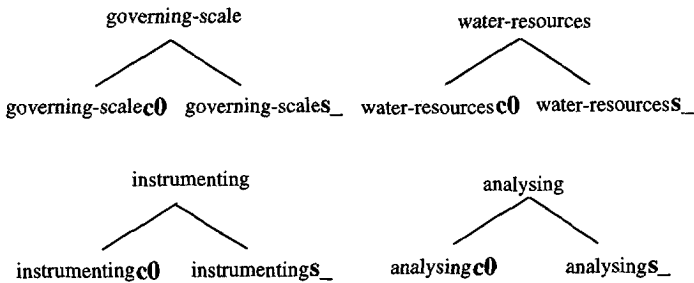 governing-scale water-resources
governing-scalec0 governing-scales_ water-resourcesc0 water-resourcess_
instrumenting analysing
instrumentingc0 instrumentings_ analysingc0 analysings_